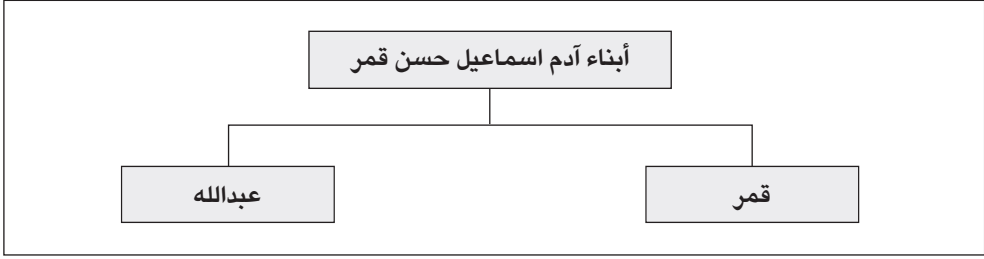 أبناء آدم اسماعيل حسن قمر
قمر
عبدالله